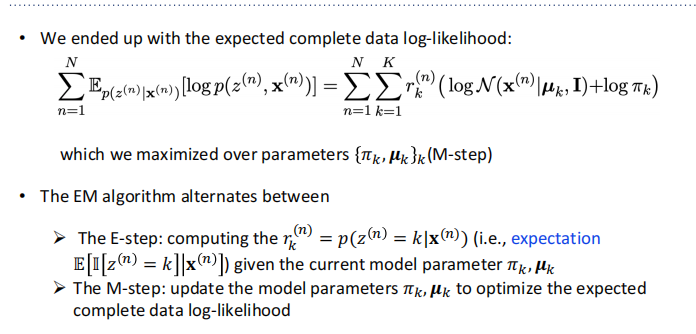 • We ended up with the expected complete data log-likelihood:
$$\sum_{n=1}^{N} \mathbb{E}_{p(z^{(n)}|\mathbf{x}^{(n)})}[\log p(z^{(n)}, \mathbf{x}^{(n)})] = \sum_{n=1}^{N} \sum_{k=1}^{K} r_k^{(n)} \left( \log \mathcal{N}(\mathbf{x}^{(n)}|\boldsymbol{\mu}_k, \mathbf{I}) + \log \pi_k \right)$$
which we maximized over parameters $\{\pi_k, \boldsymbol{\mu}_k\}_k$(M-step)
• The EM algorithm alternates between
➢ The E-step: computing the $r_k^{(n)} = p(z^{(n)} = k|\mathbf{x}^{(n)})$ (i.e., expectation
$\mathbb{E}[\mathbb{I}[z^{(n)} = k]|\mathbf{x}^{(n)}]$) given the current model parameter $\pi_k, \boldsymbol{\mu}_k$
➢ The M-step: update the model parameters $\pi_k, \boldsymbol{\mu}_k$ to optimize the expected
complete data log-likelihood